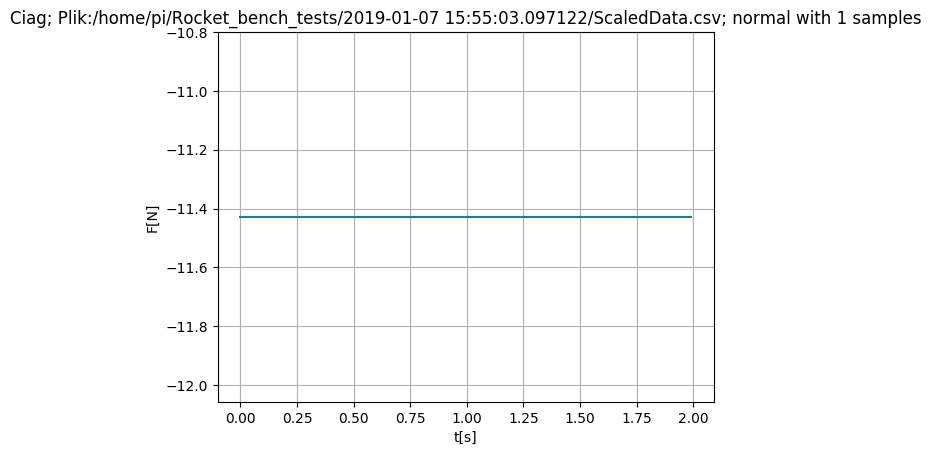 Ciag; Plik:/home/pi/Rocket_bench_tests/2019-01-07 15:55:03.097122/ScaledData.csv; normal with 1 samples
−10.8
−11.0
−11.2
−11.4
−11.6
−11.8
−12.0
F[N]
0.00 0.25 0.50 0.75 1.00 1.25 1.50 1.75 2.00
t[s]